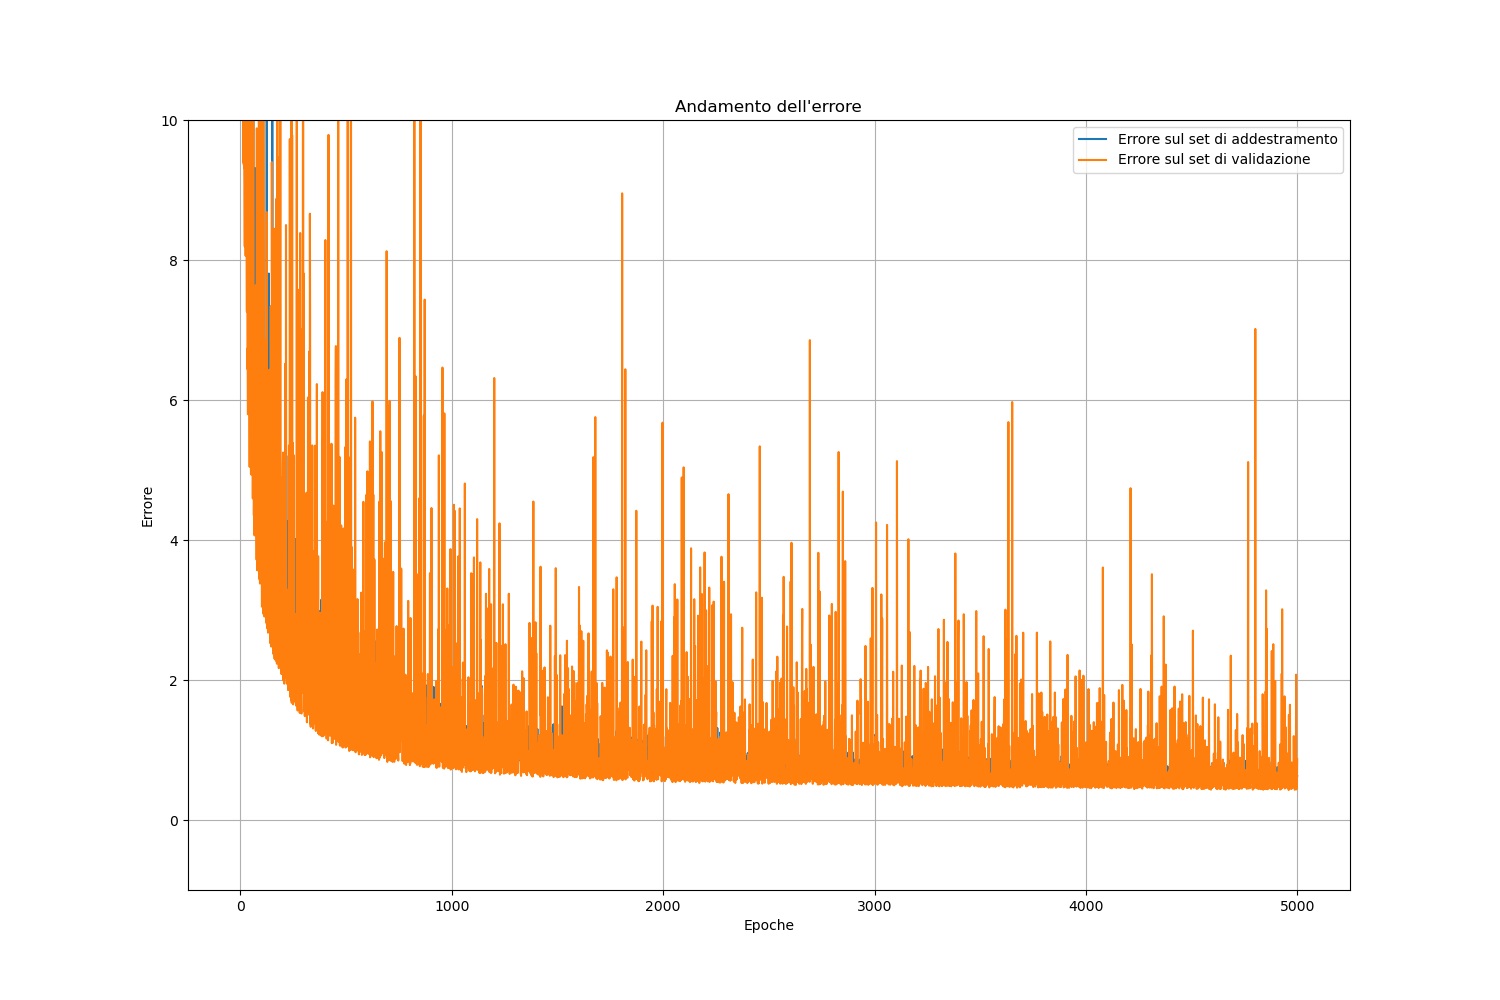 Andamento dell'errore
Errore sul set di addestramento
Errore sul set di validazione
10
8
6
4
2
0
Errore
0
1000
2000
3000
4000
5000
Epoche